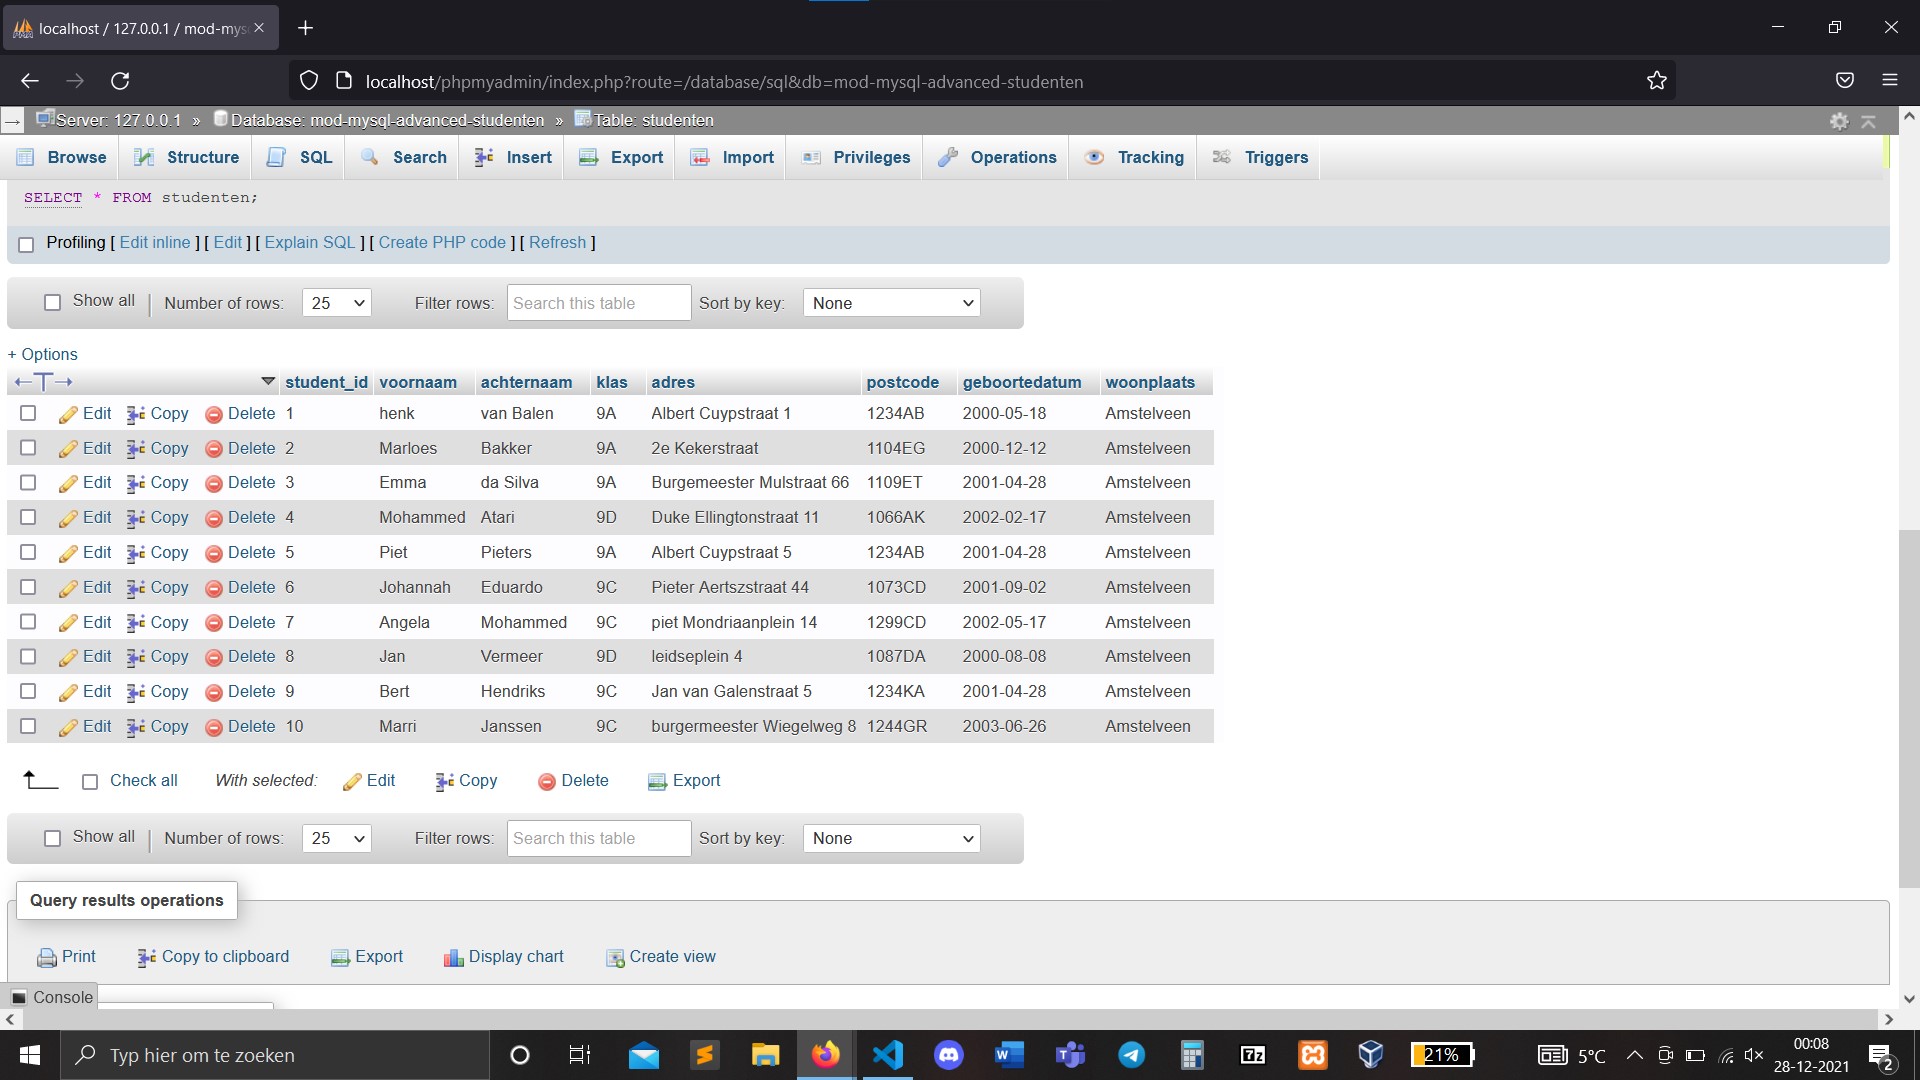 localhost / 127.0.0.1 / mod-mys
localhost/phpmyadmin/index.php?route=/database/sql&db=mod-mysql-advanced-studenten
Server: 127.0.0.1 » Database: mod-mysql-advanced-studenten » Table: studenten
Browse Structure SQL Search Insert Export Import Privileges Operations Tracking Triggers
SELECT * FROM studenten;
Profiling [ Edit inline ] [ Edit ] [ Explain SQL ] [ Create PHP code ] [ Refresh ]
Show all | Number of rows: 25 Filter rows: Search this table Sort by key: None
+ Options
←T→ student_id voornaam achternaam klas adres postcode geboortedatum woonplaats
Edit Copy Delete 1 henk van Balen 9A Albert Cuypstraat 1 1234AB 2000-05-18 Amstelveen
Edit Copy Delete 2 Marloes Bakker 9A 2e Kekerstraat 1104EG 2000-12-12 Amstelveen
Edit Copy Delete 3 Emma da Silva 9A Burgemeester Mulstraat 66 1109ET 2001-04-28 Amstelveen
Edit Copy Delete 4 Mohammed Atari 9D Duke Ellingtonstraat 11 1066AK 2002-02-17 Amstelveen
Edit Copy Delete 5 Piet Pieters 9A Albert Cuypstraat 5 1234AB 2001-04-28 Amstelveen
Edit Copy Delete 6 Johannah Eduardo 9C Pieter Aertszstraat 44 1073CD 2001-09-02 Amstelveen
Edit Copy Delete 7 Angela Mohammed 9C piet Mondriaanplein 14 1299CD 2002-05-17 Amstelveen
Edit Copy Delete 8 Jan Vermeer 9D leidseplein 4 1087DA 2000-08-08 Amstelveen
Edit Copy Delete 9 Bert Hendriks 9C Jan van Galenstraat 5 1234KA 2001-04-28 Amstelveen
Edit Copy Delete 10 Marri Janssen 9C burgermeester Wiegelweg 8 1244GR 2003-06-26 Amstelveen
Check all With selected: Edit Copy Delete Export
Show all | Number of rows: 25 Filter rows: Search this table Sort by key: None
Query results operations
Print Copy to clipboard Export Display chart Create view
Console
Typ hier om te zoeken 7z 21% 5°C 00:08
28-12-2021 2